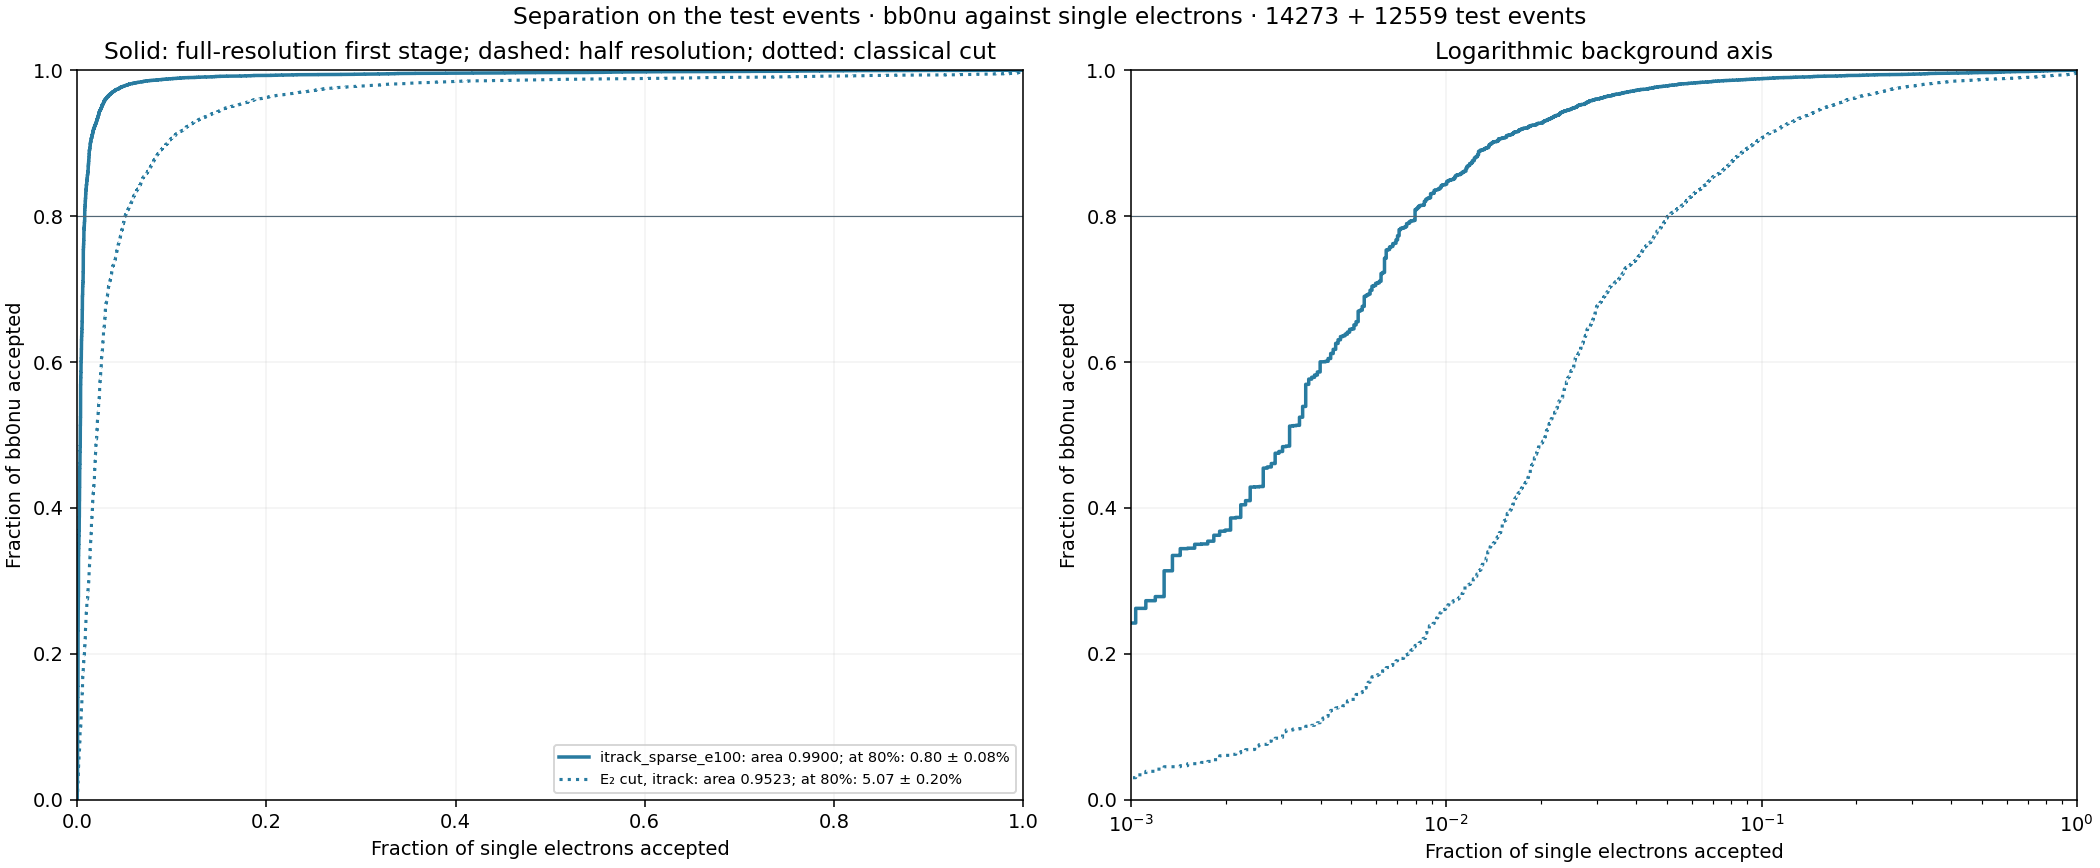 Separation on the test events · bb0nu against single electrons · 14273 + 12559 test events
Solid: full-resolution first stage; dashed: half resolution; dotted: classical cut
Fraction of bb0nu accepted
1.0
0.8
0.6
0.4
0.2
0.0
0.0 0.2 0.4 0.6 0.8 1.0
Fraction of single electrons accepted
itrack_sparse_e100: area 0.9900; at 80%: 0.80 ± 0.08%
E₂ cut, itrack: area 0.9523; at 80%: 5.07 ± 0.20%
Logarithmic background axis
Fraction of bb0nu accepted
1.0
0.8
0.6
0.4
0.2
0.0
10⁻³ 10⁻² 10⁻¹ 10⁰
Fraction of single electrons accepted